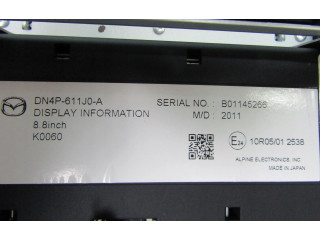 DN4P-611J0-A
DISPLAY INFORMATION
8.8inch
K0060
SERIAL NO : B01145266
M/D : 2011
E24 10R05/01 2538
ALPINE ELECTRONICS, INC.
MADE IN JAPAN